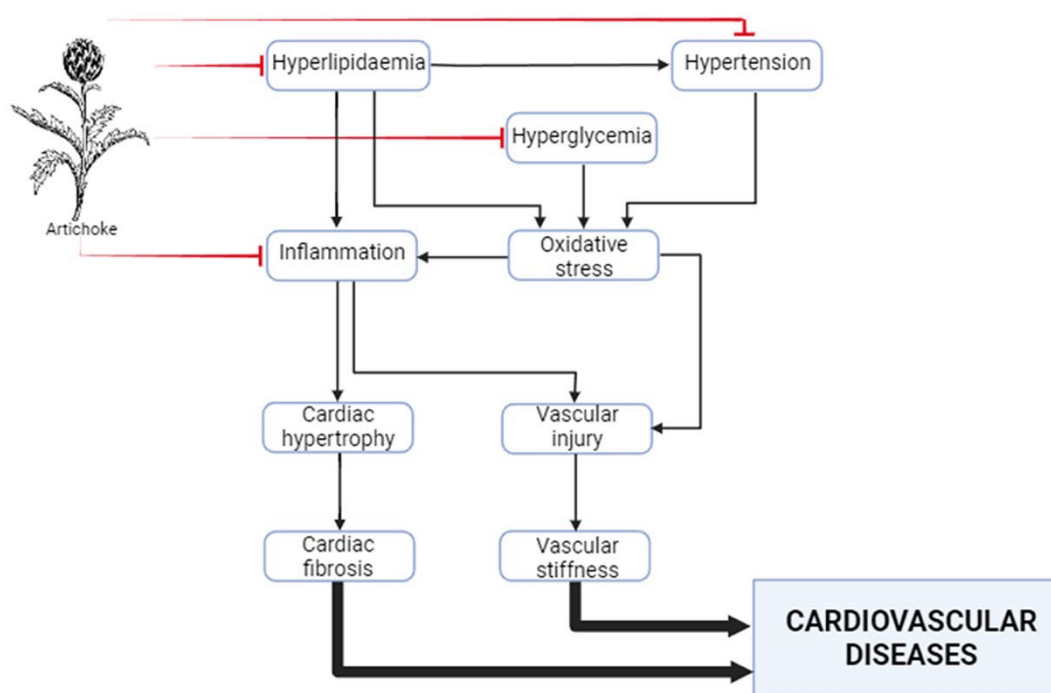 Hyperlipidaemia
Hypertension
Hyperglycemia
Artichoke
Inflammation
Oxidative
stress
Cardiac
hypertrophy
Vascular
injury
Cardiac
fibrosis
Vascular
stiffness
CARDIOVASCULAR
DISEASES